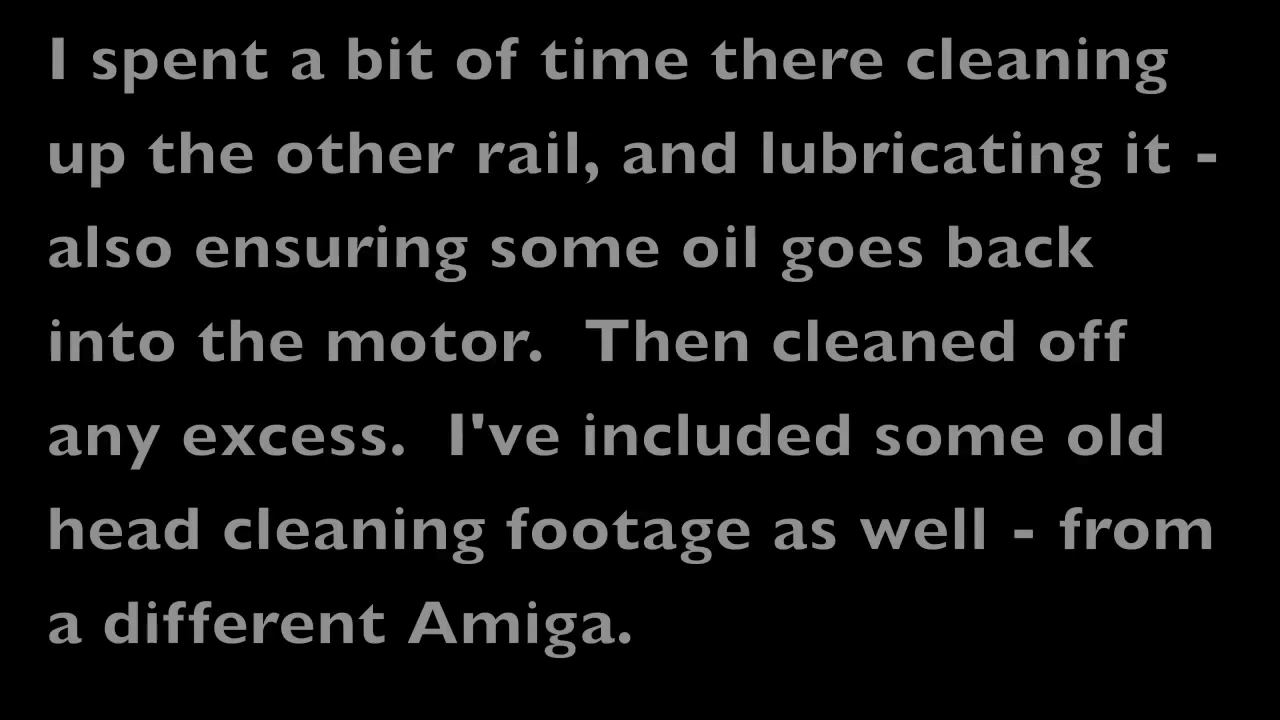 I spent a bit of time there cleaning
up the other rail, and lubricating it -
also ensuring some oil goes back
into the motor.  Then cleaned off
any excess.  I've included some old
head cleaning footage as well - from
a different Amiga.